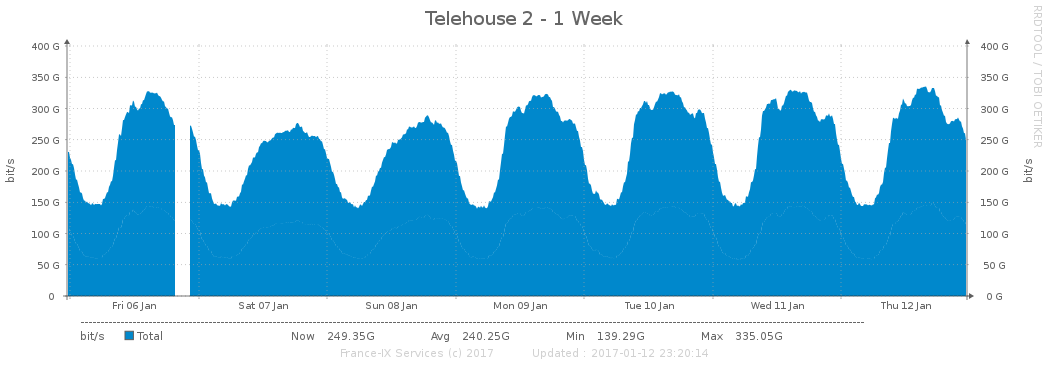 Telehouse 2 - 1 Week
RRDTOOL / TOBI OETIKER
400 G 400 G
350 G 350 G
300 G 300 G
250 G 250 G
200 G 200 G
150 G 150 G
100 G 100 G
50 G 50 G
0 0 G
bit/s
bit/s
Fri 06 Jan Sat 07 Jan Sun 08 Jan Mon 09 Jan Tue 10 Jan Wed 11 Jan Thu 12 Jan
bit/s Total Now 249.35G Avg 240.25G Min 139.29G Max 335.05G
France-IX Services (c) 2017 Updated : 2017-01-12 23:20:14